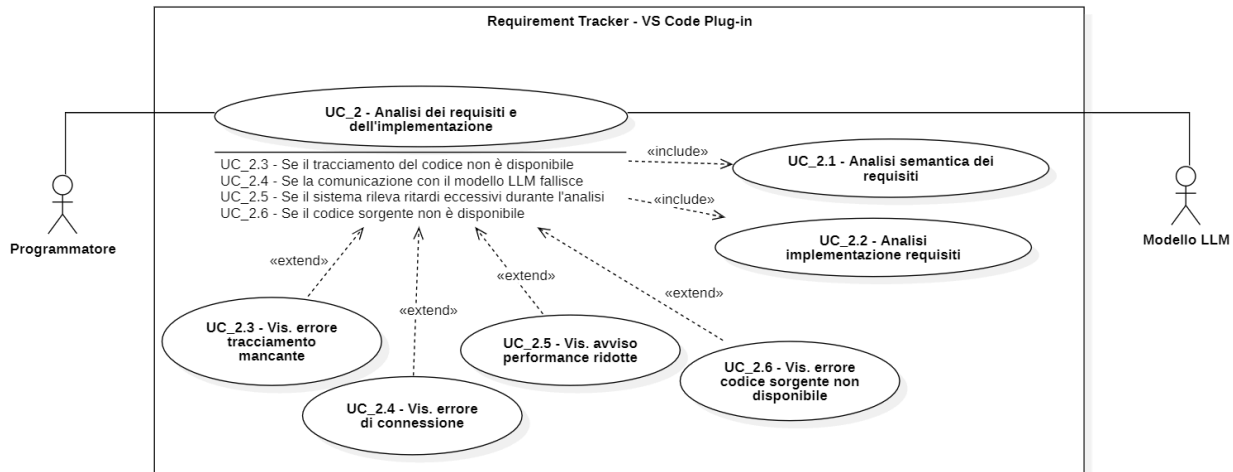 Requirement Tracker - VS Code Plug-in
UC_2 - Analisi dei requisiti e
dell'implementazione
UC_2.3 - Se il tracciamento del codice non è disponibile
UC_2.4 - Se la comunicazione con il modello LLM fallisce
UC_2.5 - Se il sistema rileva ritardi eccessivi durante l'analisi
UC_2.6 - Se il codice sorgente non è disponibile
«include»
UC_2.1 - Analisi semantica dei
requisiti
«include»
UC_2.2 - Analisi
implementazione requisiti
Programmatore
Modello LLM
«extend»
«extend»
«extend»
«extend»
UC_2.3 - Vis. errore
tracciamento
mancante
UC_2.4 - Vis. errore
di connessione
UC_2.5 - Vis. avviso
performance ridotte
UC_2.6 - Vis. errore
codice sorgente non
disponibile